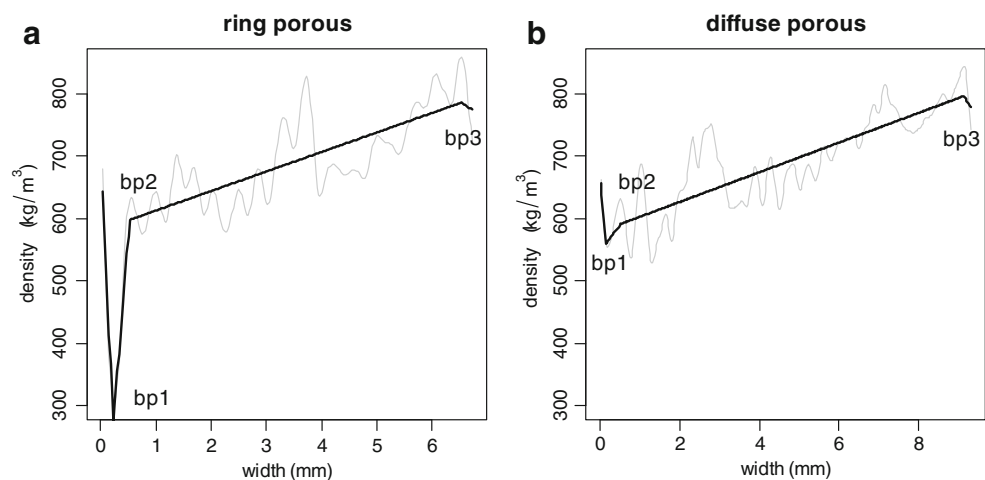 a
ring porous
800
700
600
500
400
300
density (kg/m³)
bp2
bp1
bp3
0 1 2 3 4 5 6
width (mm)
b
diffuse porous
800
700
600
500
400
300
density (kg/m³)
bp2
bp1
bp3
0 2 4 6 8
width (mm)